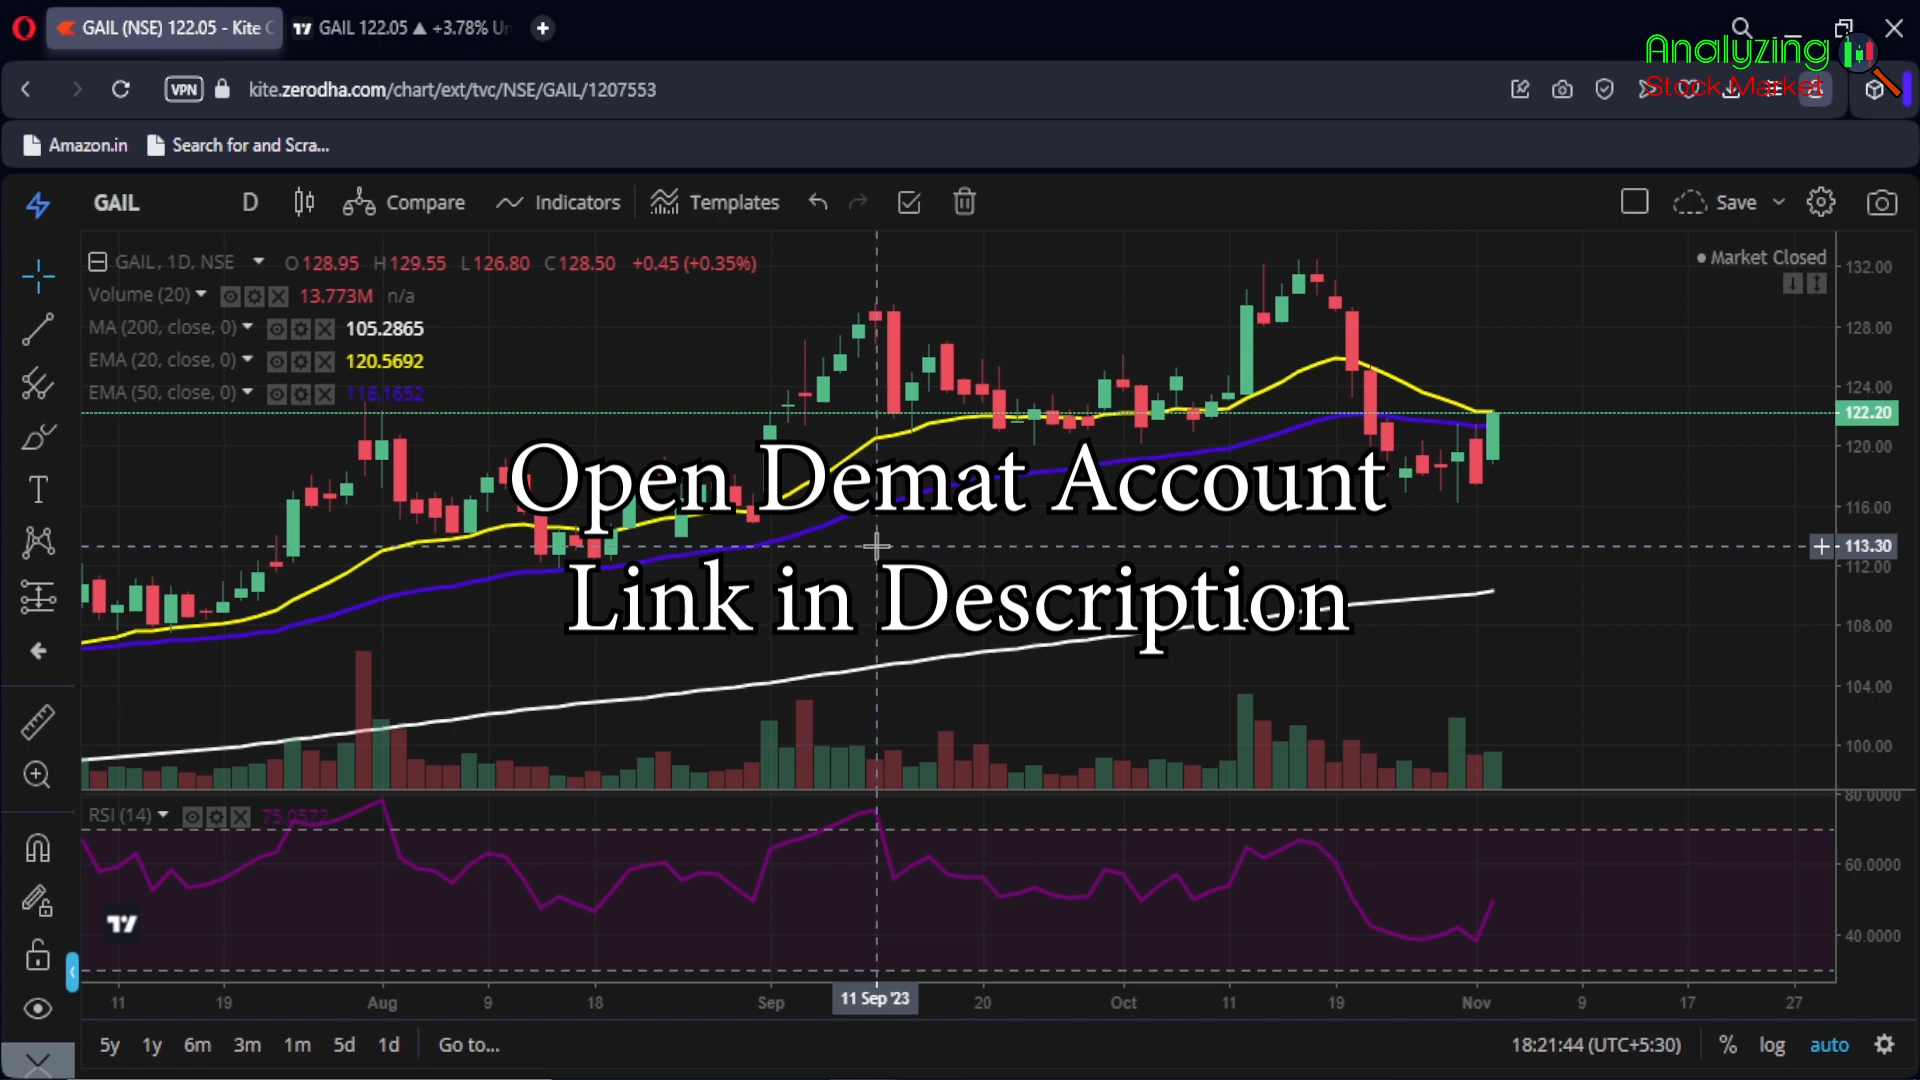 GAIL (NSE) 122.05 - Kite C
GAIL 122.05 ▲ +3.78% Un
Analyzing
Stock Market
VPN
kite.zerodha.com/chart/ext/tvc/NSE/GAIL/1207553
Amazon.in
Search for and Scra...
GAIL
D
Compare
Indicators
Templates
Save
GAIL, 1D, NSE O128.95 H129.55 L126.80 C128.50 +0.45 (+0.35%)
Market Closed
Volume (20) 13.773M n/a
MA (200, close, 0) 105.2865
EMA (20, close, 0) 120.5692
EMA (50, close, 0) 116.1652
132.00
128.00
124.00
122.20
120.00
116.00
113.30
112.00
108.00
104.00
100.00
Open Demat Account
Link in Description
RSI (14) 75.0572
80.0000
60.0000
40.0000
11 19 Aug 9 18 Sep 11 Sep '23 20 Oct 11 19 Nov 9 17 27
5y 1y 6m 3m 1m 5d 1d Go to...
18:21:44 (UTC+5:30) % log auto